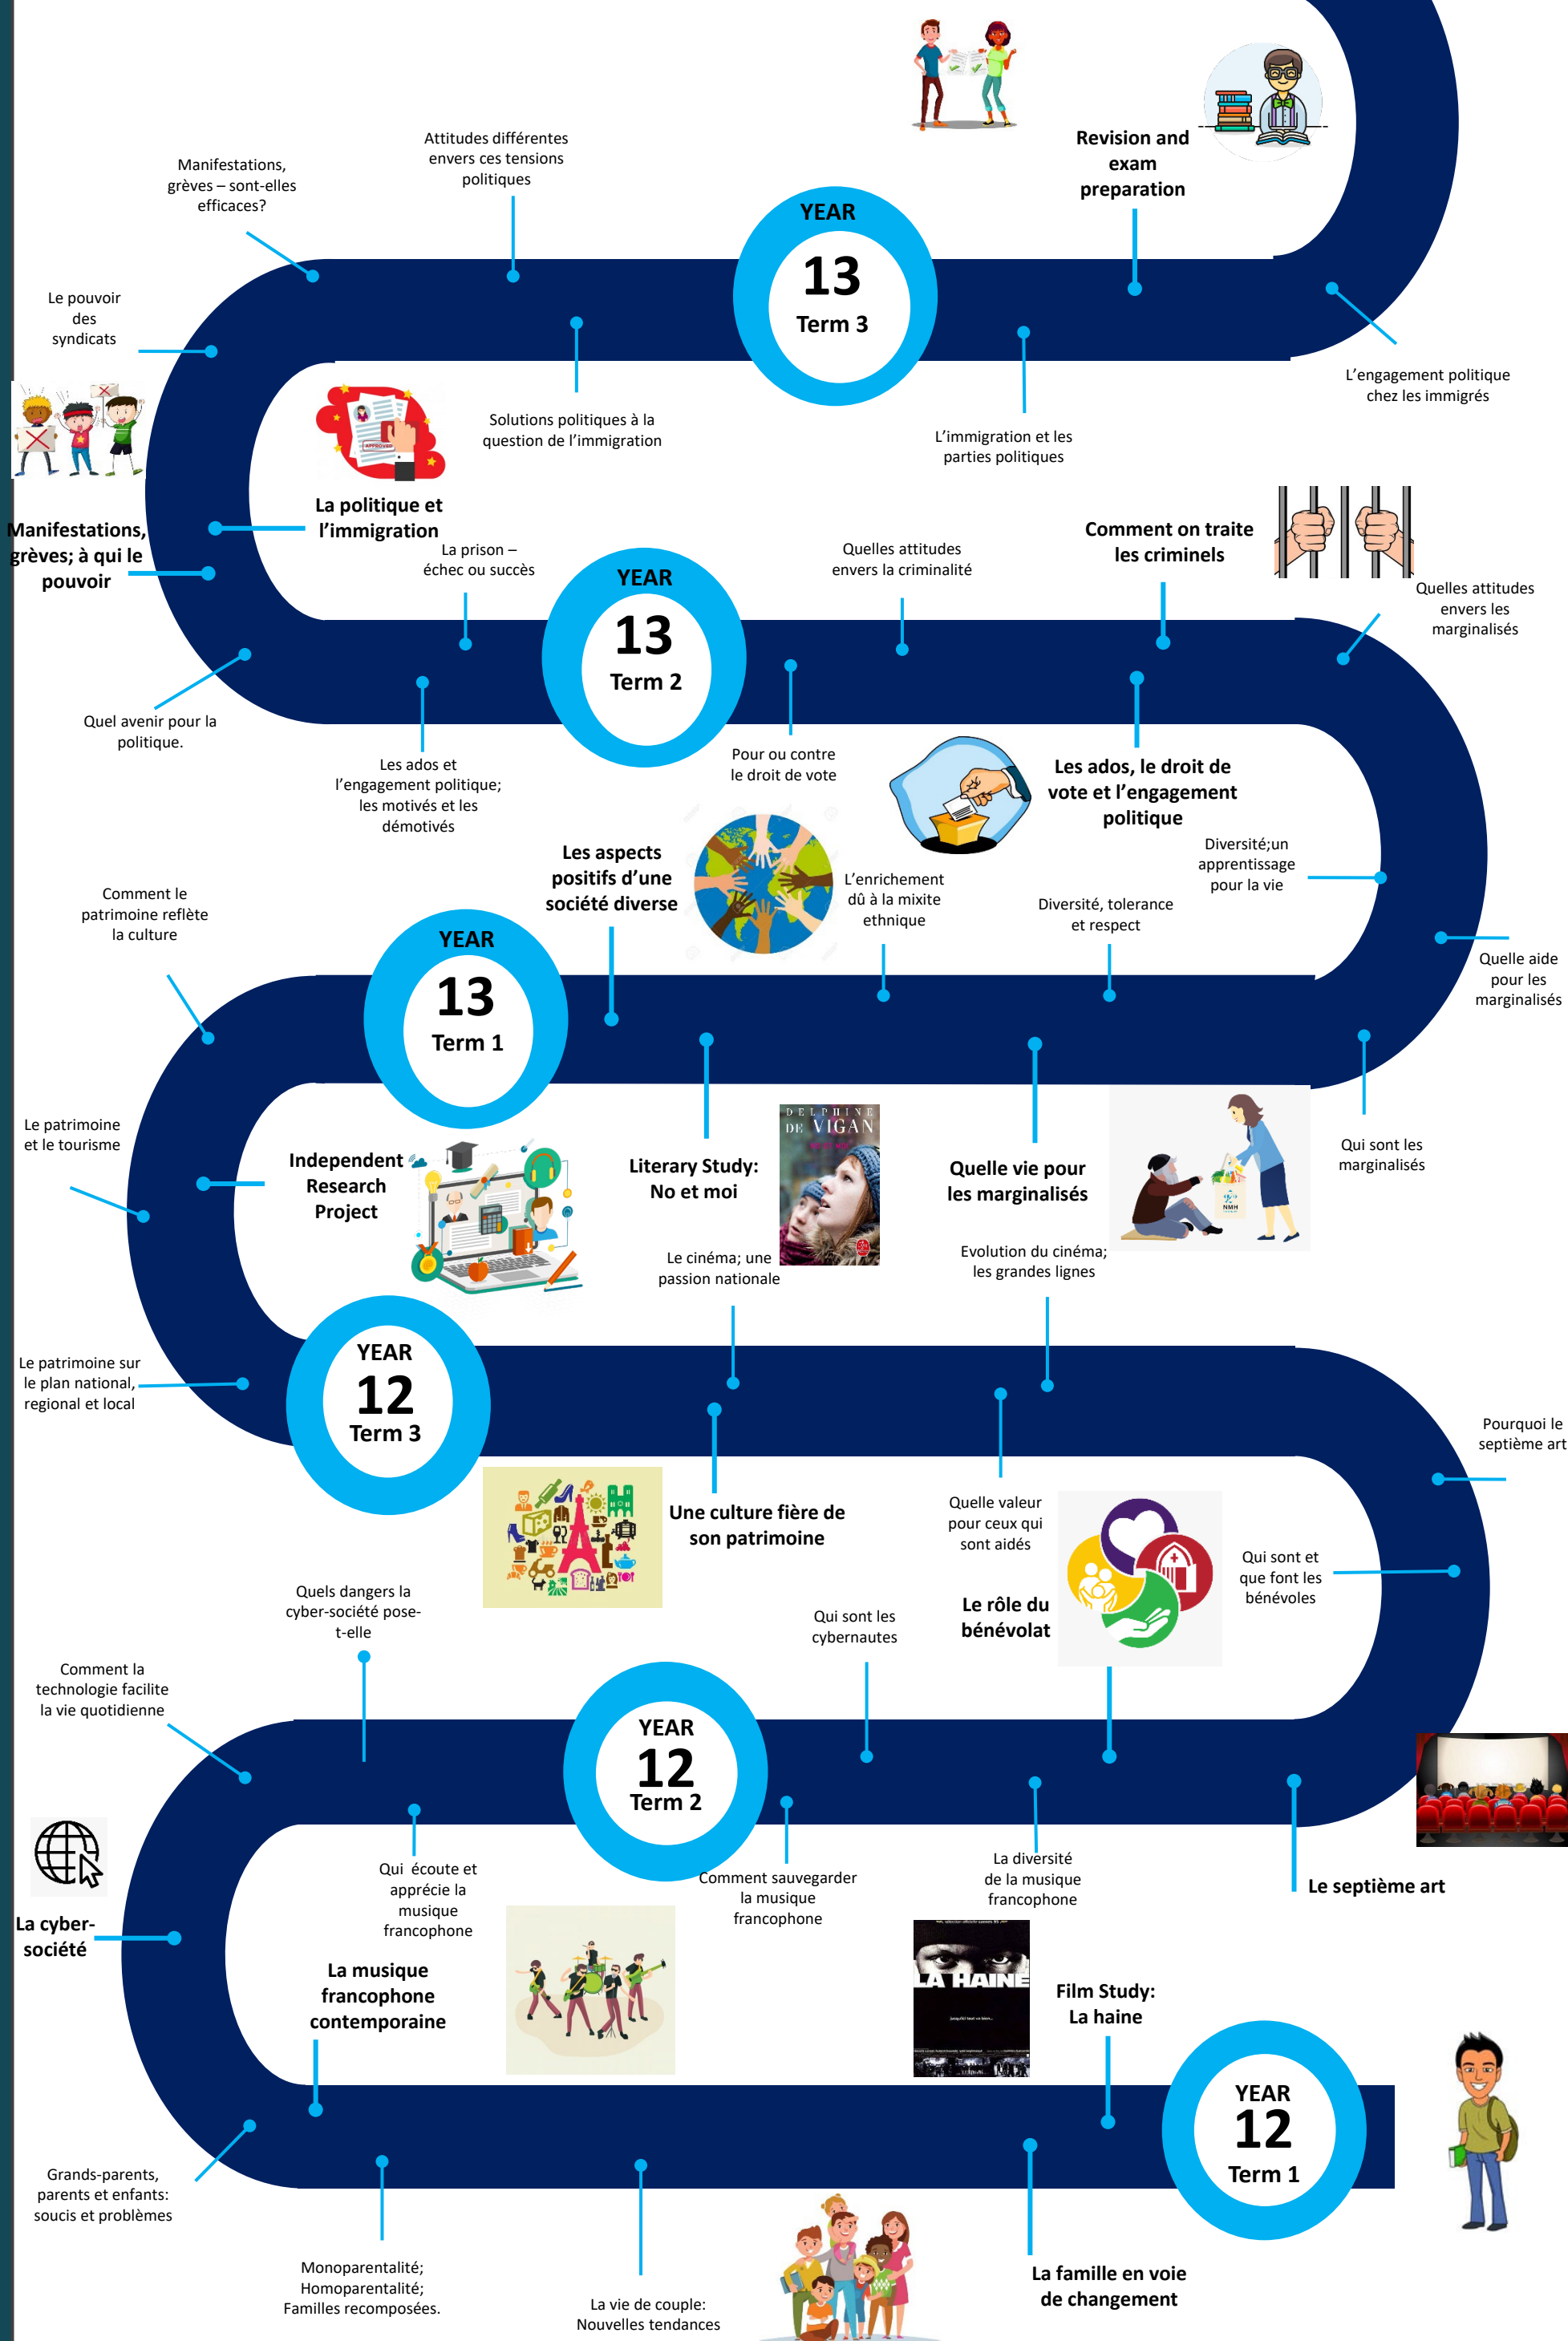 Revision and
exam
preparation
Attitudes différentes
envers ces tensions
politiques
Manifestations,
grèves – sont-elles
efficaces?
YEAR
13
Term 3
Le pouvoir
des
syndicats
L'engagement politique
chez les immigrés
Solutions politiques à la
question de l'immigration
L'immigration et les
parties politiques
APPROVED
La politique et
l'immigration
Manifestations,
grèves; à qui le
pouvoir
La prison –
échec ou succès
Quelles attitudes
envers la criminalité
Comment on traite
les criminels
Quelles attitudes
envers les
marginalisés
YEAR
13
Term 2
Quel avenir pour la
politique.
Les ados et
l'engagement politique;
les motivés et les
démotivés
Pour ou contre
le droit de vote
Les ados, le droit de
vote et l'engagement
politique
Les aspects
positifs d'une
société diverse
L'enrichement
dû à la mixite
ethnique
Diversité, tolerance
et respect
Diversité;un
apprentissage
pour la vie
Comment le
patrimoine reflète
la culture
YEAR
13
Term 1
Quelle aide
pour les
marginalisés
Le patrimoine
et le tourisme
Independent
Research
Project
Literary Study:
No et moi
DELPHINE
DE VIGAN
Quelle vie pour
les marginalisés
NMH
Qui sont les
marginalisés
Le cinéma; une
passion nationale
Evolution du cinéma;
les grandes lignes
Le patrimoine sur
le plan national,
regional et local
YEAR
12
Term 3
Pourquoi le
septième art
Une culture fière de
son patrimoine
Quelle valeur
pour ceux qui
sont aidés
Qui sont et
que font les
bénévoles
Quels dangers la
cyber-société pose-
t-elle
Qui sont les
cybernautes
Le rôle du
bénévolat
Comment la
technologie facilite
la vie quotidienne
YEAR
12
Term 2
Qui écoute et
apprécie la
musique
francophone
Comment sauvegarder
la musique
francophone
La diversité
de la musique
francophone
Le septième art
La cyber-
société
La musique
francophone
contemporaine
LA HAINE
jusqu'ici tout va bien...
Film Study:
La haine
YEAR
12
Term 1
Grands-parents,
parents et enfants:
soucis et problèmes
Monoparentalité;
Homoparentalité;
Familles recomposées.
La vie de couple:
Nouvelles tendances
La famille en voie
de changement